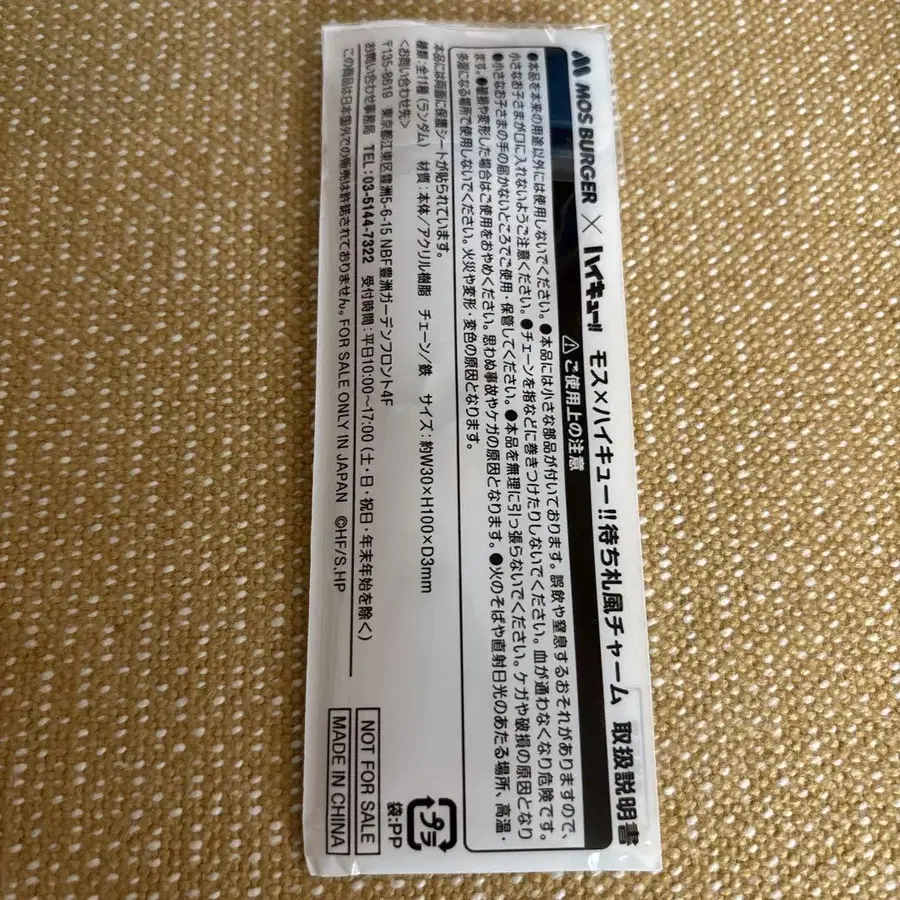 MOS BURGER × ハイキュー!! モス×ハイキュー!! 待ち札風チャーム 取扱説明書
⚠ご使用上の注意
●本品を本来の用途以外には使用しないでください。●本品には小さな部品が付いております。誤飲や窒息するおそれがありますので、
小さなお子さまが口に入れないようご注意ください。●チェーンを指などに巻きつけたりしないでください。血が通わなくなり危険です。
●小さなお子さまの手の届かないところでご使用・保管してください。●本品を無理に引っ張らないでください。ケガや破損の原因となり
ます。●破損や変形した場合はご使用をおやめください。思わぬ事故やケガの原因となります。●火のそばや直射日光のあたる場所、高温・
多湿になる場所で使用しないでください。火災や変形・変色の原因となります。
本品には両面に保護シートが貼られています。
種類:全11種(ランダム) 材質:本体/アクリル樹脂 チェーン/鉄 サイズ:約W30×H100×D3mm
<お問い合わせ先>
〒135-8619 東京都江東区豊洲5-6-15 NBF豊洲ガーデンフロント4F
お問い合わせ事務局 TEL:03-5144-7322 受付時間:平日10:00〜17:00(土・日・祝日・年末年始を除く)
この商品は日本国外での販売は許諾されておりません。FOR SALE ONLY IN JAPAN ©HF/S.HP
プラ
袋:PP
NOT FOR SALE
MADE IN CHINA